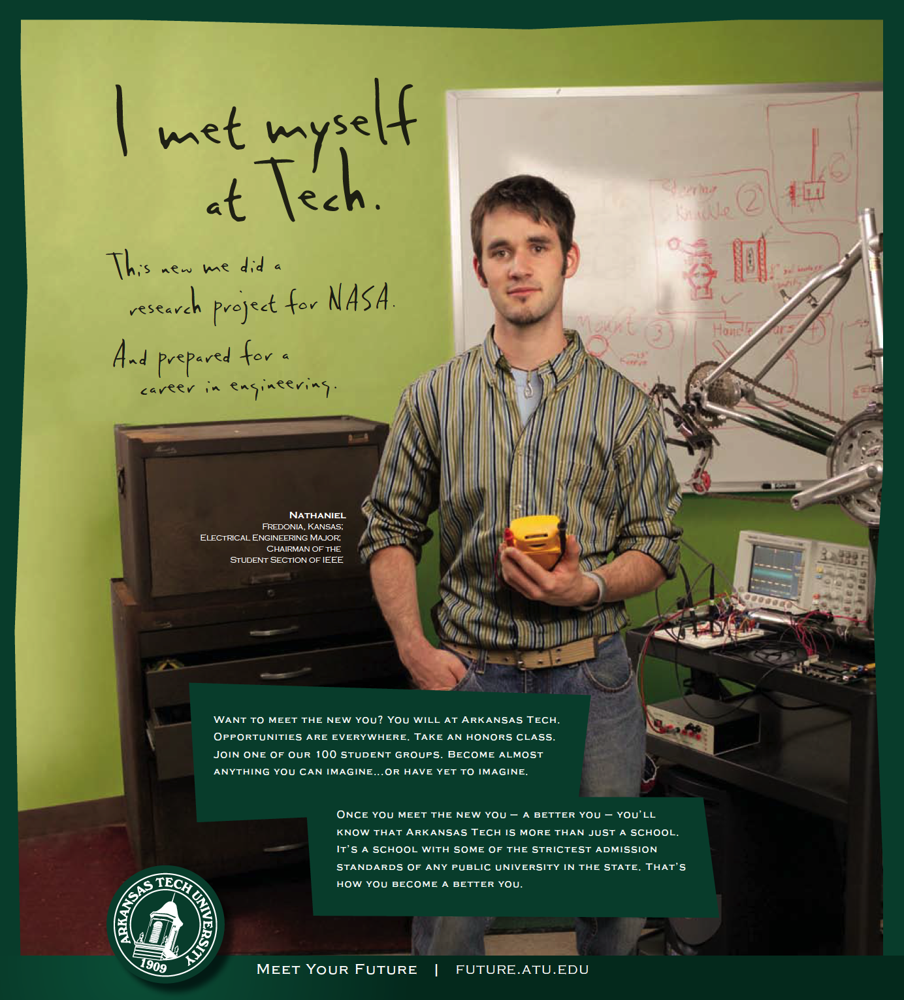 I met myself
at Tech.
This new me did a
research project for NASA.
And prepared for a
career in engineering.
Steering
Knuckle 2
6
Mount 3
Handle bars 4
NATHANIEL
FREDONIA, KANSAS;
ELECTRICAL ENGINEERING MAJOR;
CHAIRMAN OF THE
STUDENT SECTION OF IEEE
WANT TO MEET THE NEW YOU? YOU WILL AT ARKANSAS TECH.
OPPORTUNITIES ARE EVERYWHERE. TAKE AN HONORS CLASS.
JOIN ONE OF OUR 100 STUDENT GROUPS. BECOME ALMOST
ANYTHING YOU CAN IMAGINE...OR HAVE YET TO IMAGINE.
ONCE YOU MEET THE NEW YOU – A BETTER YOU – YOU'LL
KNOW THAT ARKANSAS TECH IS MORE THAN JUST A SCHOOL.
IT'S A SCHOOL WITH SOME OF THE STRICTEST ADMISSION
STANDARDS OF ANY PUBLIC UNIVERSITY IN THE STATE. THAT'S
HOW YOU BECOME A BETTER YOU.
ARKANSAS TECH UNIVERSITY
1909
MEET YOUR FUTURE | FUTURE.ATU.EDU